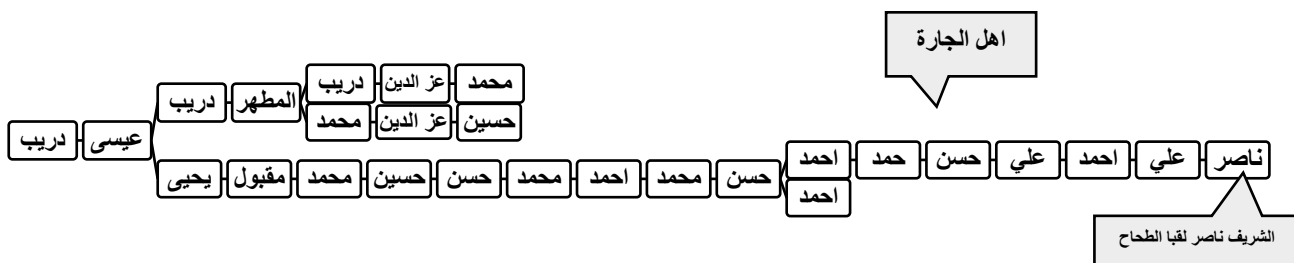 اهل الجارة
محمد عز الدين دريب
المطهر دريب
حسين عز الدين محمد
عيسى دريب
ناصر علي احمد علي حسن حمد احمد
حسن محمد احمد محمد حسن حسين محمد مقبول يحيى
احمد
الشريف ناصر لقبا الطحاح